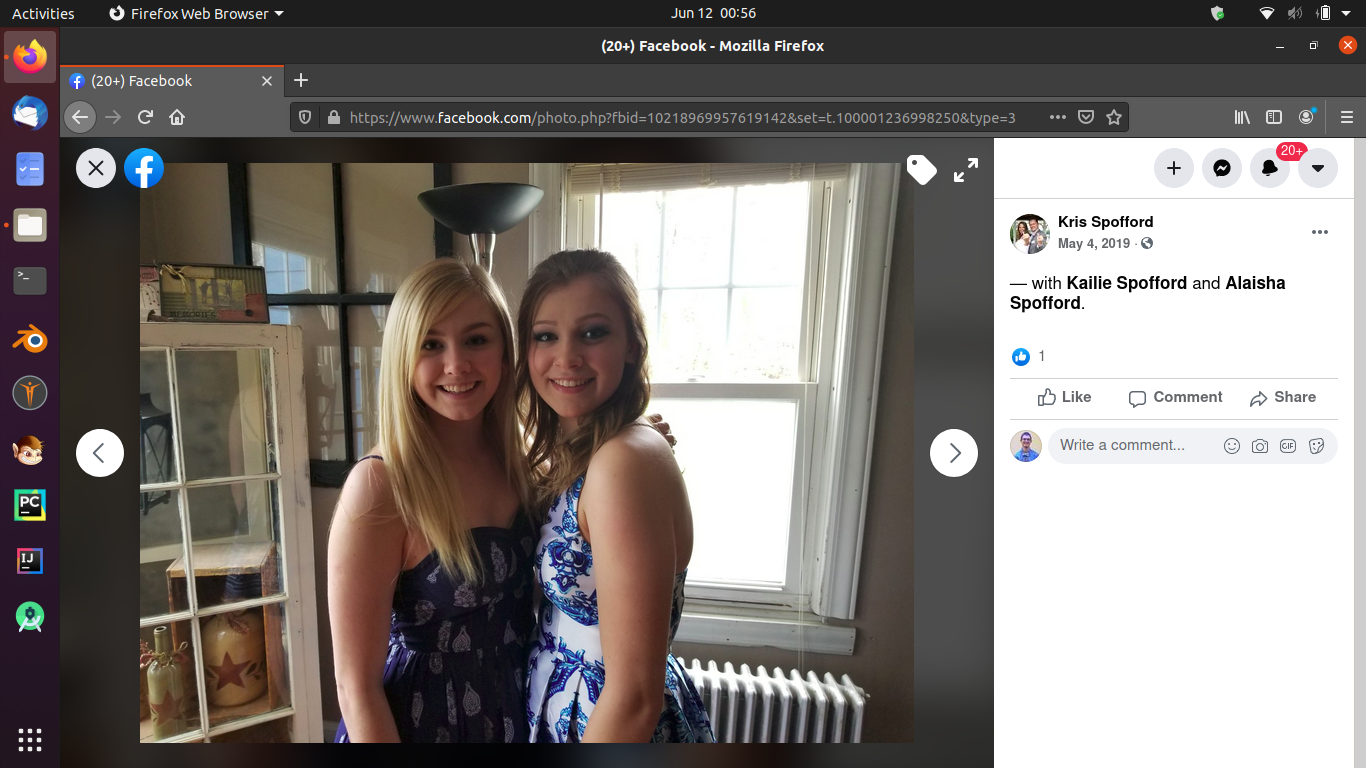 Activities
Firefox Web Browser
Jun 12 00:56
(20+) Facebook - Mozilla Firefox
(20+) Facebook
https://www.facebook.com/photo.php?fbid=10218969957619142&set=t.100001236998250&type=3
20+
Kris Spofford
May 4, 2019 ·
— with Kailie Spofford and Alaisha
Spofford.
1
Like Comment Share
Write a comment...
GIF
>_
PC
IJ